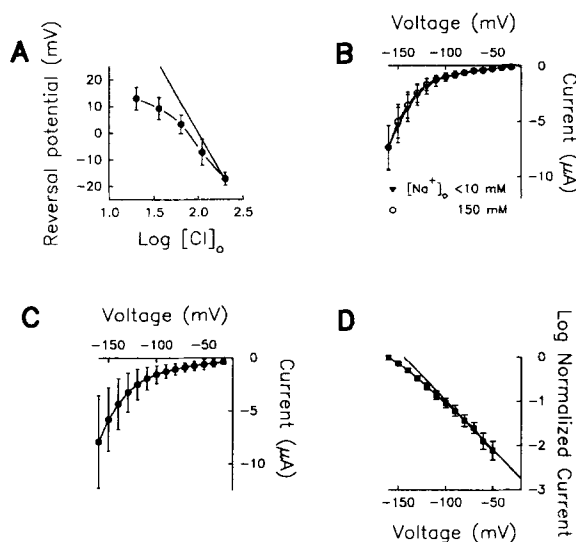 A
Reversal potential (mV)
20
10
0
−10
−20
1.0
1.5
2.0
2.5
Log [Cl]o
B
Voltage (mV)
−150
−100
−50
0
−5
−10
Current (μA)
[Na+]o <10 mM
150 mM
C
Voltage (mV)
−150
−100
−50
0
−5
−10
Current (μA)
D
Log Normalized Current
1
0
−1
−2
−3
−150
−100
−50
Voltage (mV)